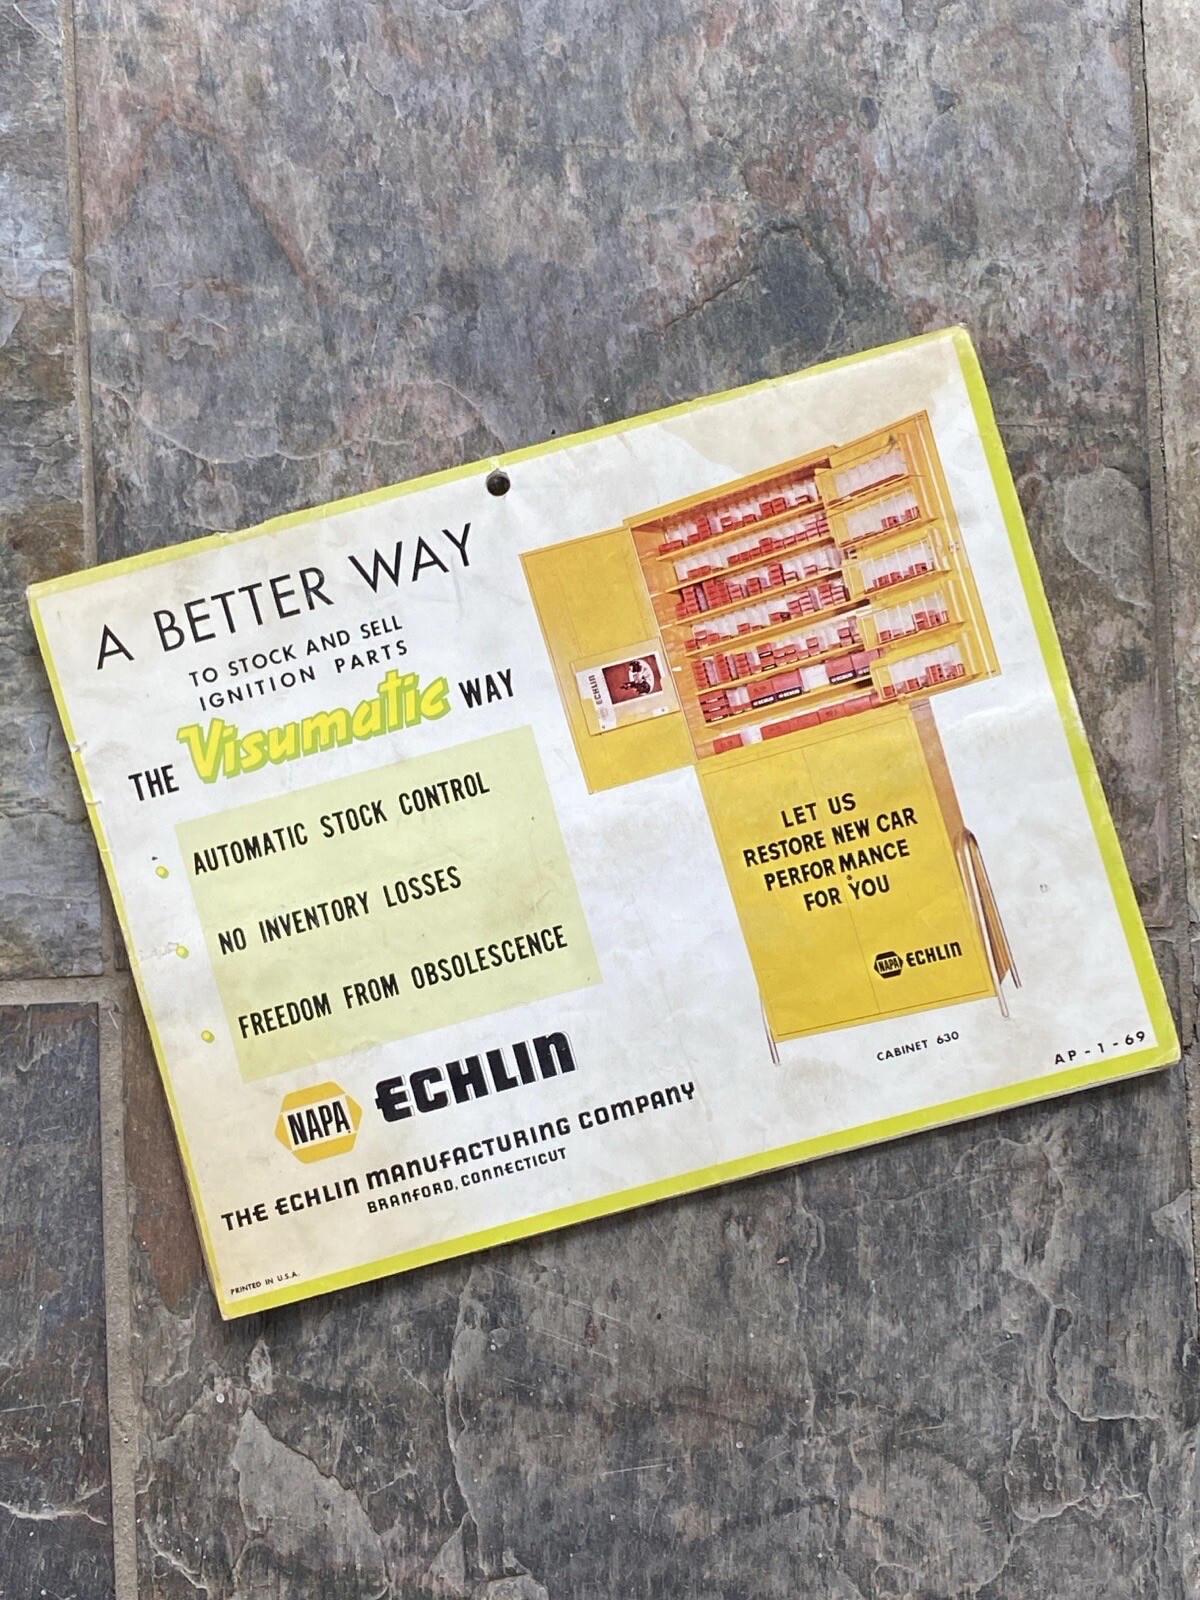 A BETTER WAY
TO STOCK AND SELL
IGNITION PARTS
THE Visumatic WAY
AUTOMATIC STOCK CONTROL
NO INVENTORY LOSSES
FREEDOM FROM OBSOLESCENCE
NAPA ECHLIN
THE ECHLIN MANUFACTURING COMPANY
BRANFORD, CONNECTICUT
PRINTED IN U.S.A.
ECHLIN
LET US
RESTORE NEW CAR
PERFORMANCE
FOR YOU
NAPA ECHLIN
CABINET 630
AP-1-69